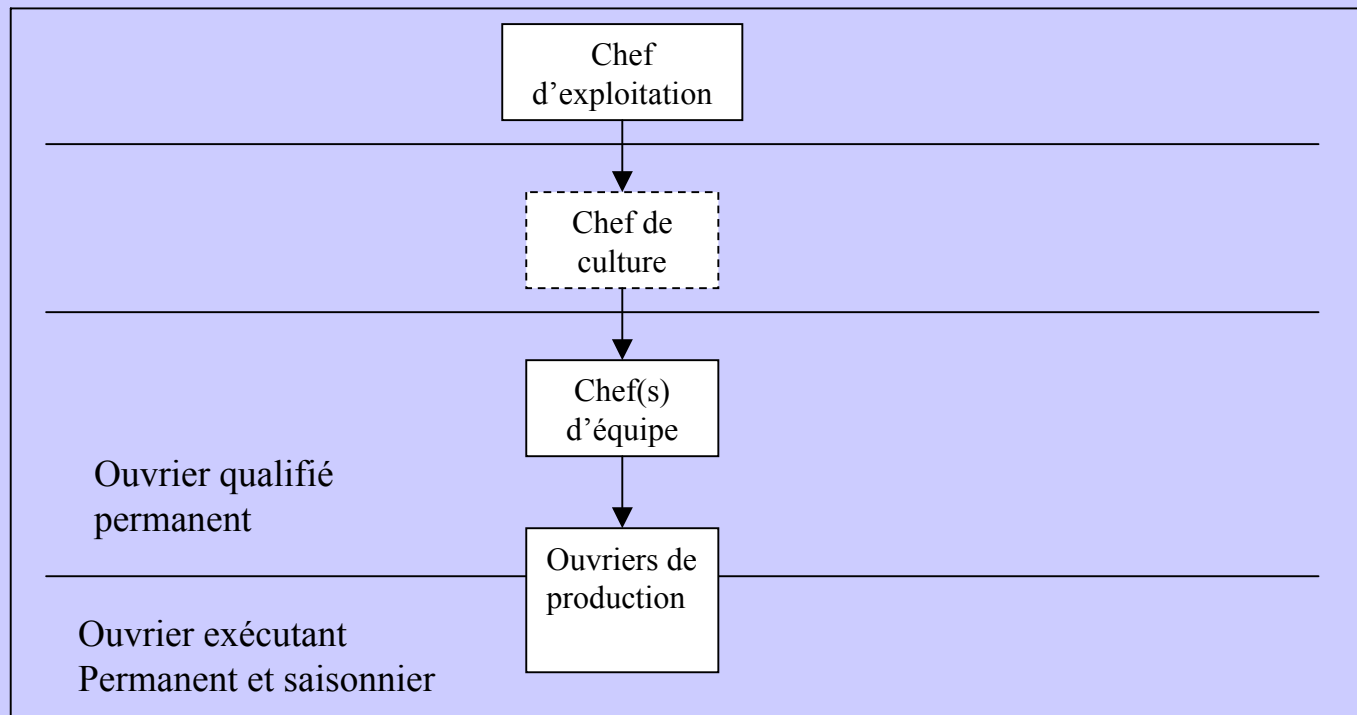 Chef
d’exploitation
Chef de
culture
Chef(s)
d’équipe
Ouvrier qualifié
permanent
Ouvriers de
production
Ouvrier exécutant
Permanent et saisonnier